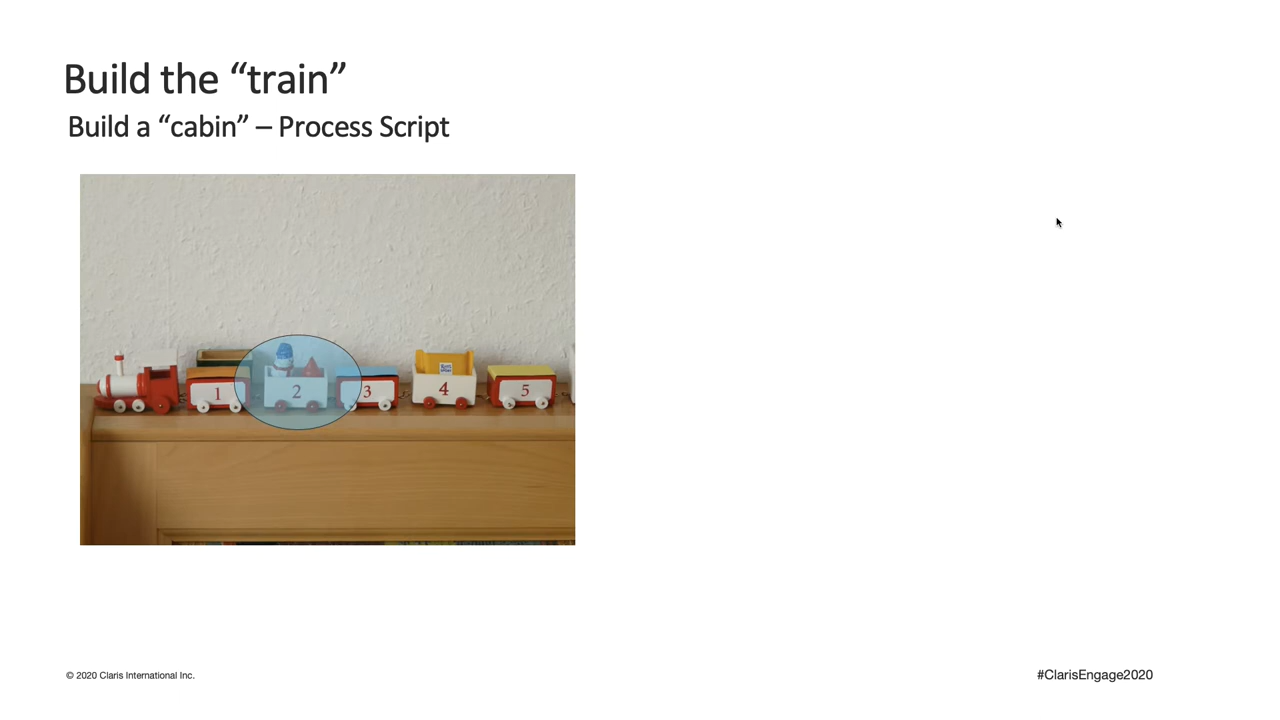 Build the “train”
Build a “cabin” – Process Script
1
2
3
4
5
© 2020 Claris International Inc.
#ClarisEngage2020